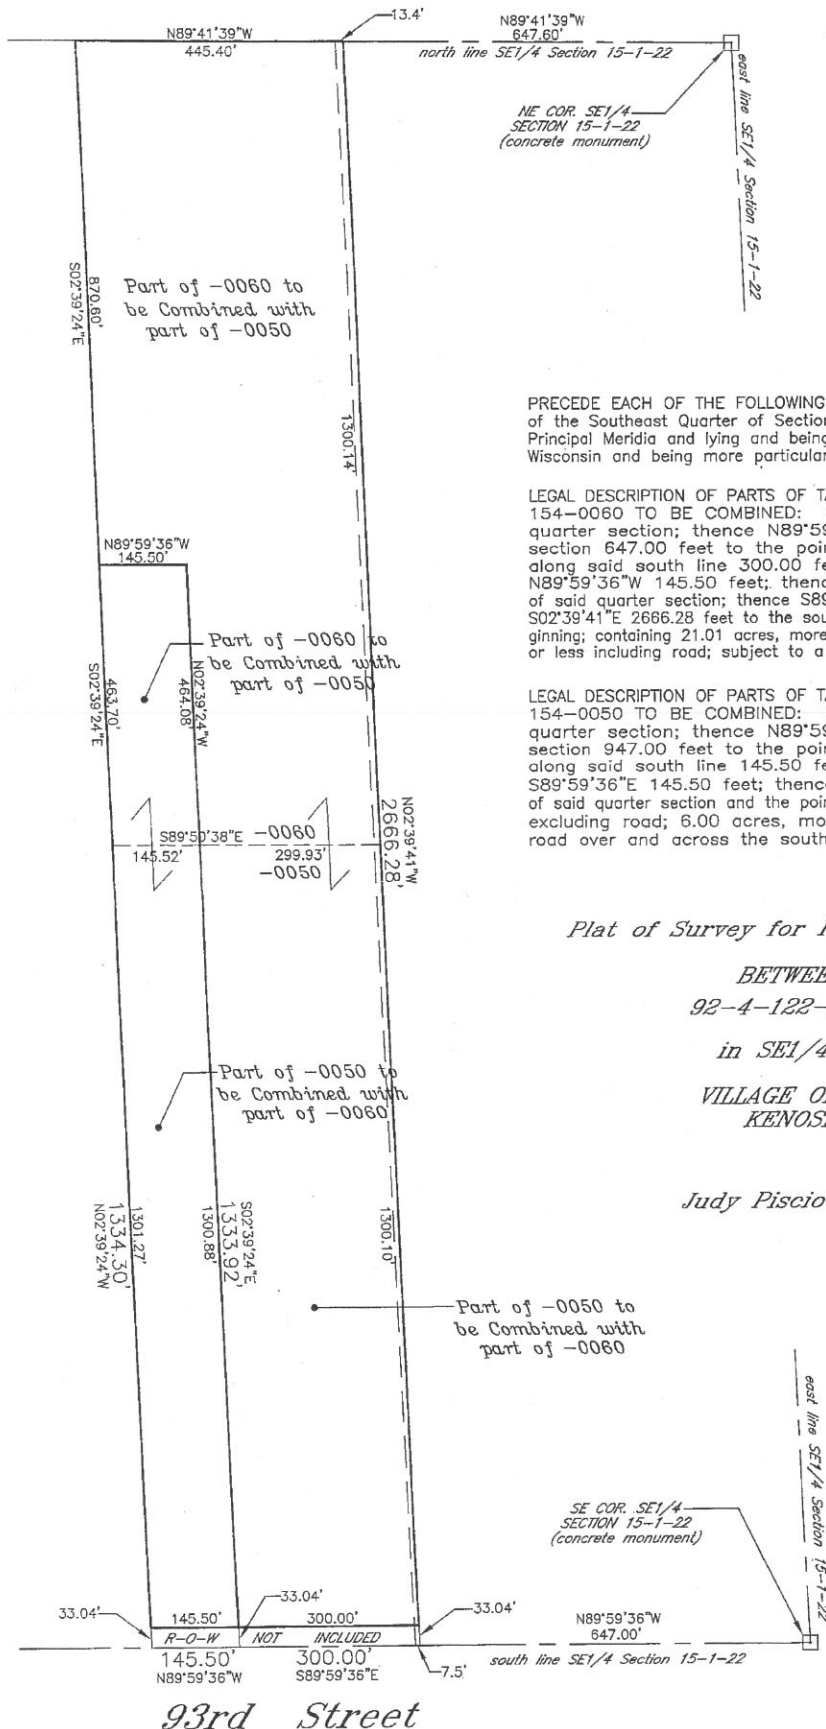 13.4'
N89°41'39"W
445.40'
N89°41'39"W
647.60'
north line SE1/4 Section 15-1-22
NE COR. SE1/4
SECTION 15-1-22
(concrete monument)
east line SE1/4 Section 15-1-22
870.60'
S02°39'24"E
Part of -0060 to
be Combined with
part of -0050
1300.14'
PRECEDE EACH OF THE FOLLOWING
of the Southeast Quarter of Section
Principal Meridia and lying and being
Wisconsin and being more particular
LEGAL DESCRIPTION OF PARTS OF TA
154-0060 TO BE COMBINED:
quarter section; thence N89°59
section 647.00 feet to the poin
along said south line 300.00 fe
N89°59'36"W 145.50 feet; thenc
of said quarter section; thence S89
S02°39'41"E 2666.28 feet to the sou
ginning; containing 21.01 acres, more
or less including road; subject to a
LEGAL DESCRIPTION OF PARTS OF TA
154-0050 TO BE COMBINED:
quarter section; thence N89°59
section 947.00 feet to the poin
along said south line 145.50 fe
S89°59'36"E 145.50 feet; thence
of said quarter section and the poin
excluding road; 6.00 acres, mo
road over and across the south
N89°59'36"W
145.50'
Part of -0060 to
be Combined with
part of -0050
463.70'
S02°39'24"E
N02°39'24"W
464.08'
S89°50'38"E
-0060
145.52'
299.93'
-0050
N02°39'41"W
2666.28'
Plat of Survey for
BETWEE
92-4-122-
in SE1/4
VILLAGE O
KENOS
Judy Piscio
Part of -0050 to
be Combined with
part of -0060
1301.27'
1334.30'
N02°39'24"W
S02°39'24"E
1333.92'
1300.88'
1300.10'
Part of -0050 to
be Combined with
part of -0060
east line SE1/4 Section 15-1-22
SE COR. SE1/4
SECTION 15-1-22
(concrete monument)
33.04'
145.50'
33.04'
300.00'
33.04'
R-O-W NOT INCLUDED
145.50'
N89°59'36"W
300.00'
S89°59'36"E
7.5'
N89°59'36"W
647.00'
south line SE1/4 Section 15-1-22
93rd Street